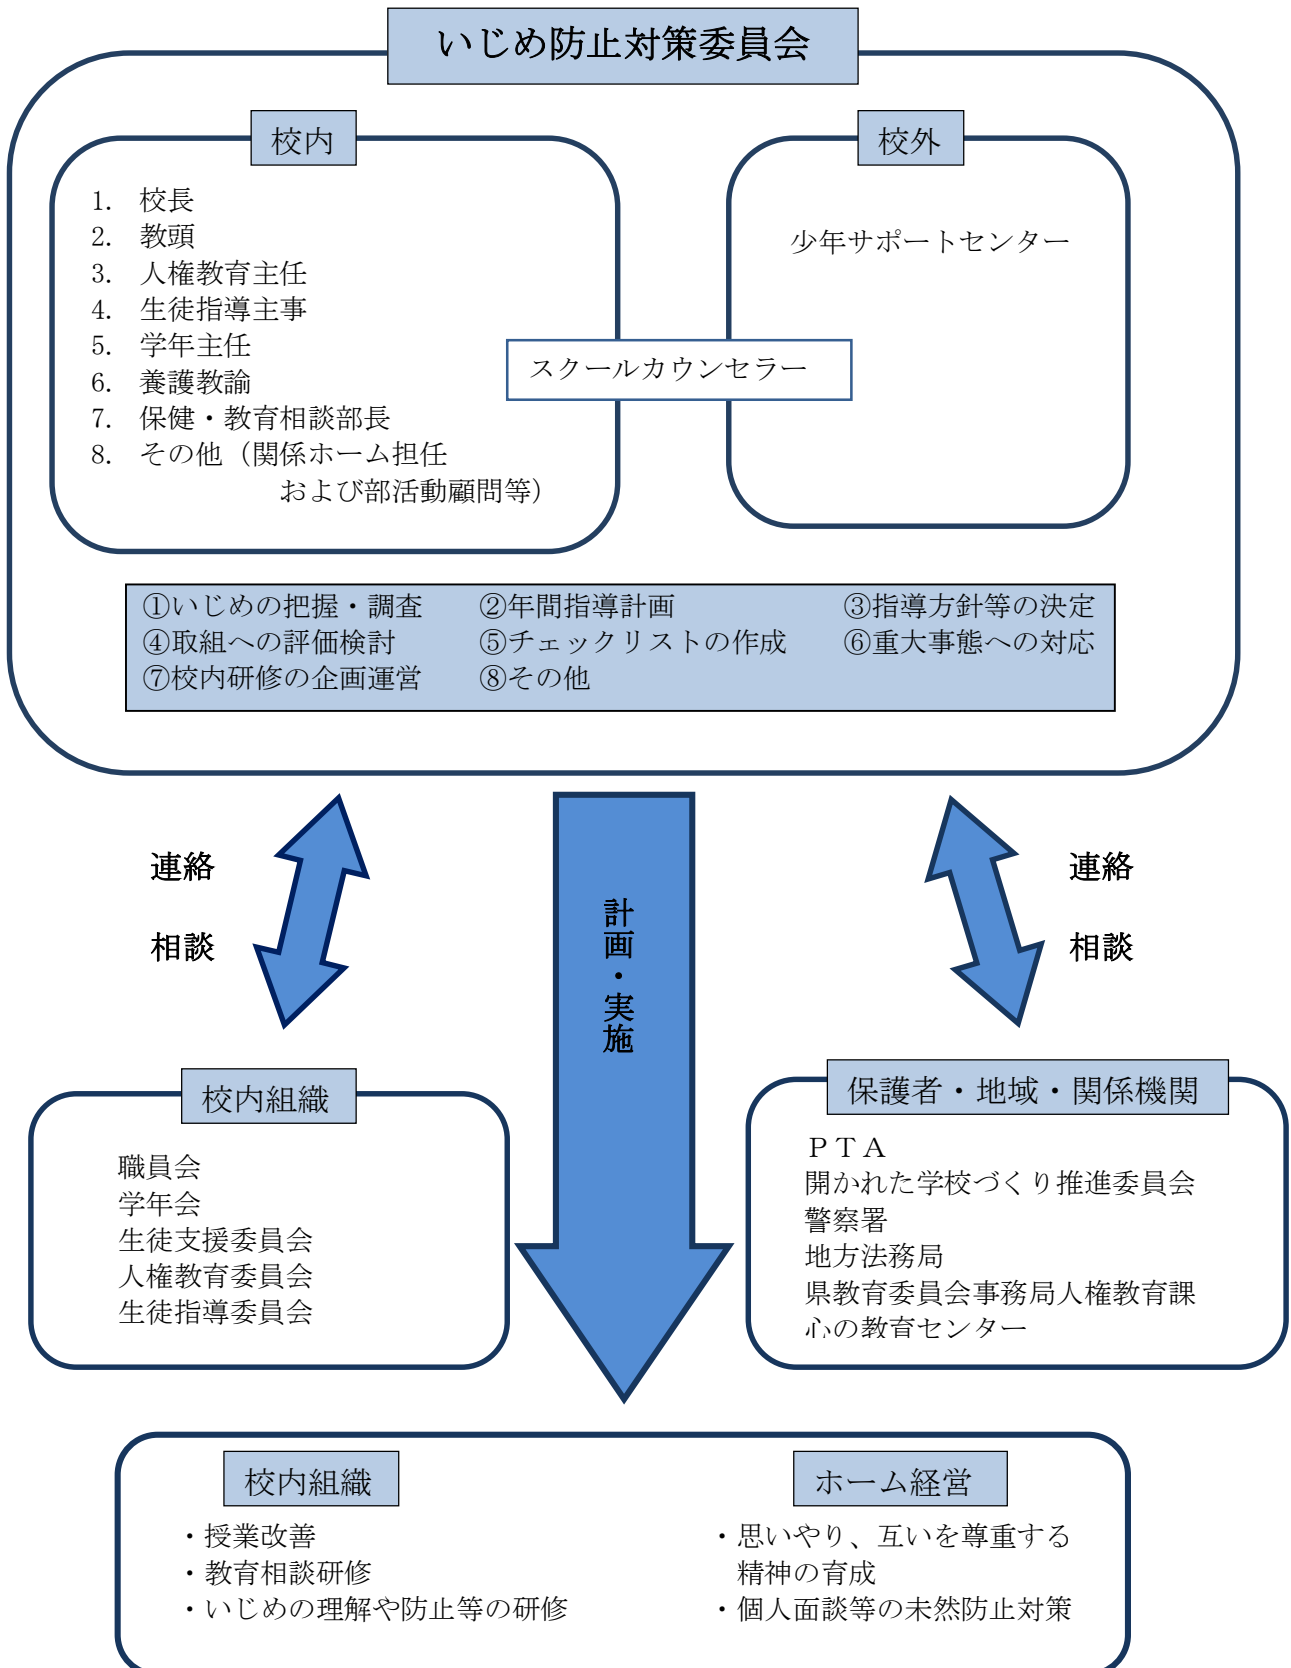 いじめ防止対策委員会
校内
1. 校長
2. 教頭
3. 人権教育主任
4. 生徒指導主事
5. 学年主任
6. 養護教諭
7. 保健・教育相談部長
8. その他（関係ホーム担任
および部活動顧問等）
校外
少年サポートセンター
スクールカウンセラー
①いじめの把握・調査 ②年間指導計画 ③指導方針等の決定
④取組への評価検討 ⑤チェックリストの作成 ⑥重大事態への対応
⑦校内研修の企画運営 ⑧その他
連絡
相談
計画・実施
連絡
相談
校内組織
職員会
学年会
生徒支援委員会
人権教育委員会
生徒指導委員会
保護者・地域・関係機関
ＰＴＡ
開かれた学校づくり推進委員会
警察署
地方法務局
県教育委員会事務局人権教育課
心の教育センター
校内組織
・授業改善
・教育相談研修
・いじめの理解や防止等の研修
ホーム経営
・思いやり、互いを尊重する
精神の育成
・個人面談等の未然防止対策